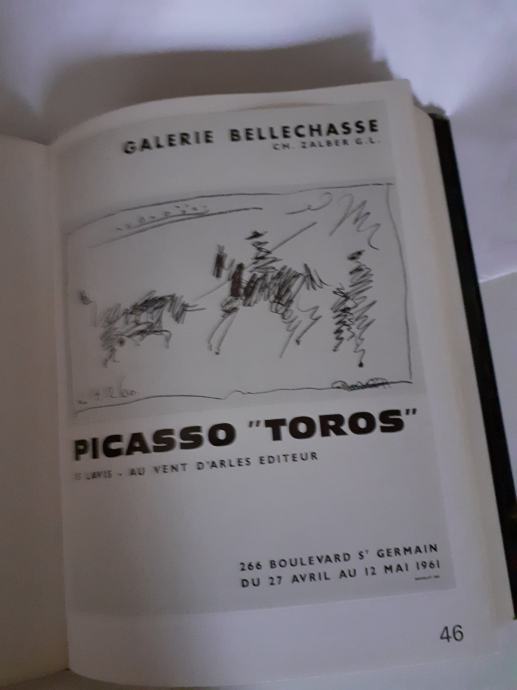 GALERIE BELLECHASSE
CH. ZALBER G.L.
PICASSO "TOROS"
LAVIS - AU VENT D'ARLES EDITEUR
266 BOULEVARD Sᵗ GERMAIN
DU 27 AVRIL AU 12 MAI 1961
46